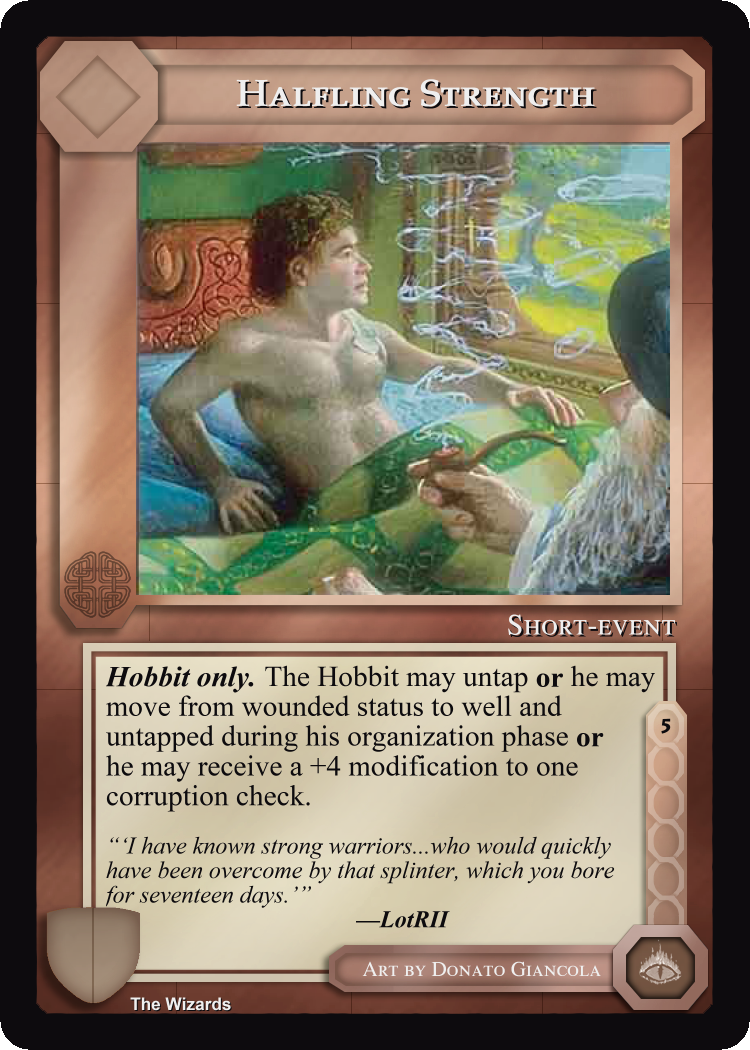 Halfling Strength
Short-event
Hobbit only. The Hobbit may untap or he may
move from wounded status to well and
untapped during his organization phase or
he may receive a +4 modification to one
corruption check.
5
“‘I have known strong warriors...who would quickly
have been overcome by that splinter, which you bore
for seventeen days.’”
—LotRII
Art by Donato Giancola
The Wizards